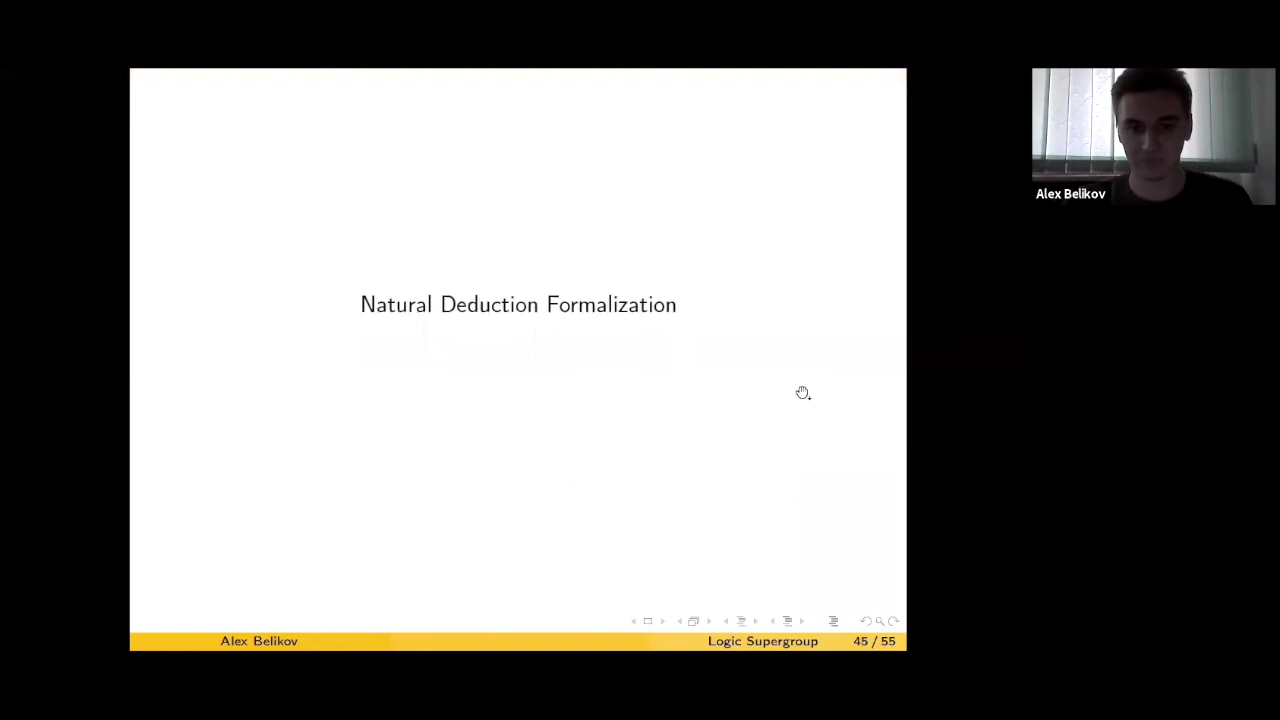 Natural Deduction Formalization
Alex Belikov
Alex Belikov Logic Supergroup 45 / 55